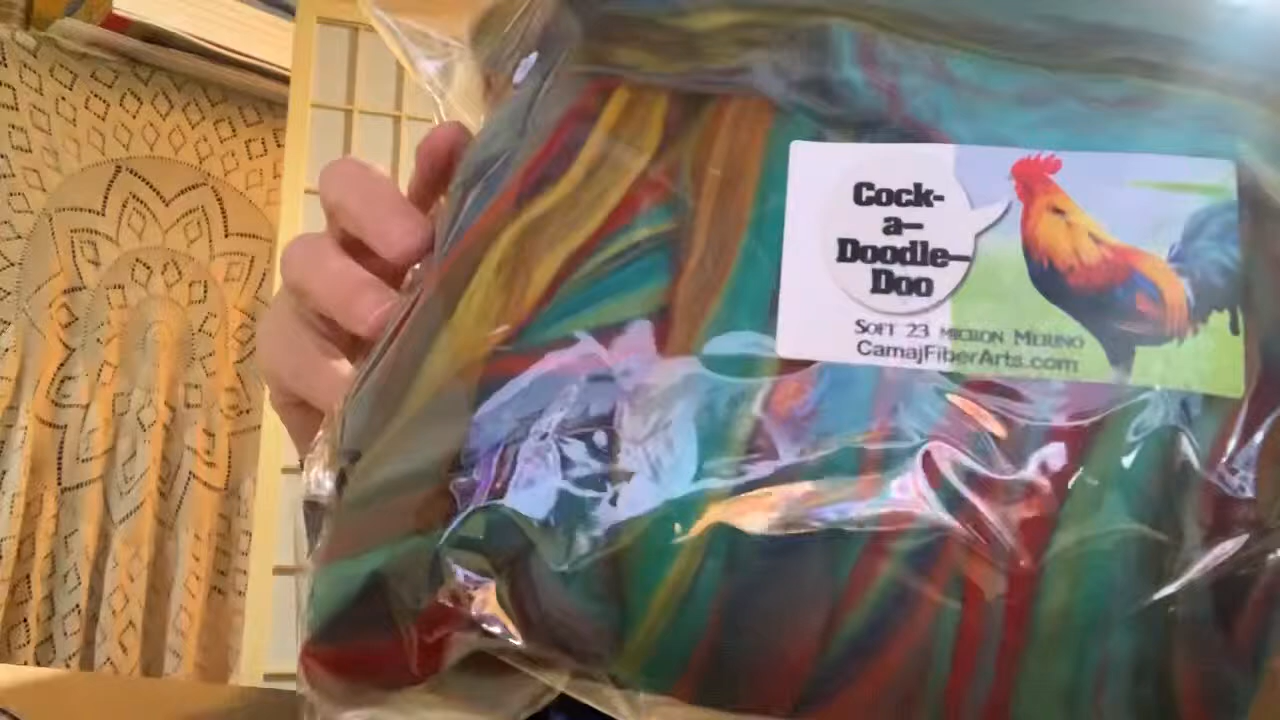 Cock-
a-
Doodle-
Doo
Soft 23 micron Merino
CamajFiberArts.com